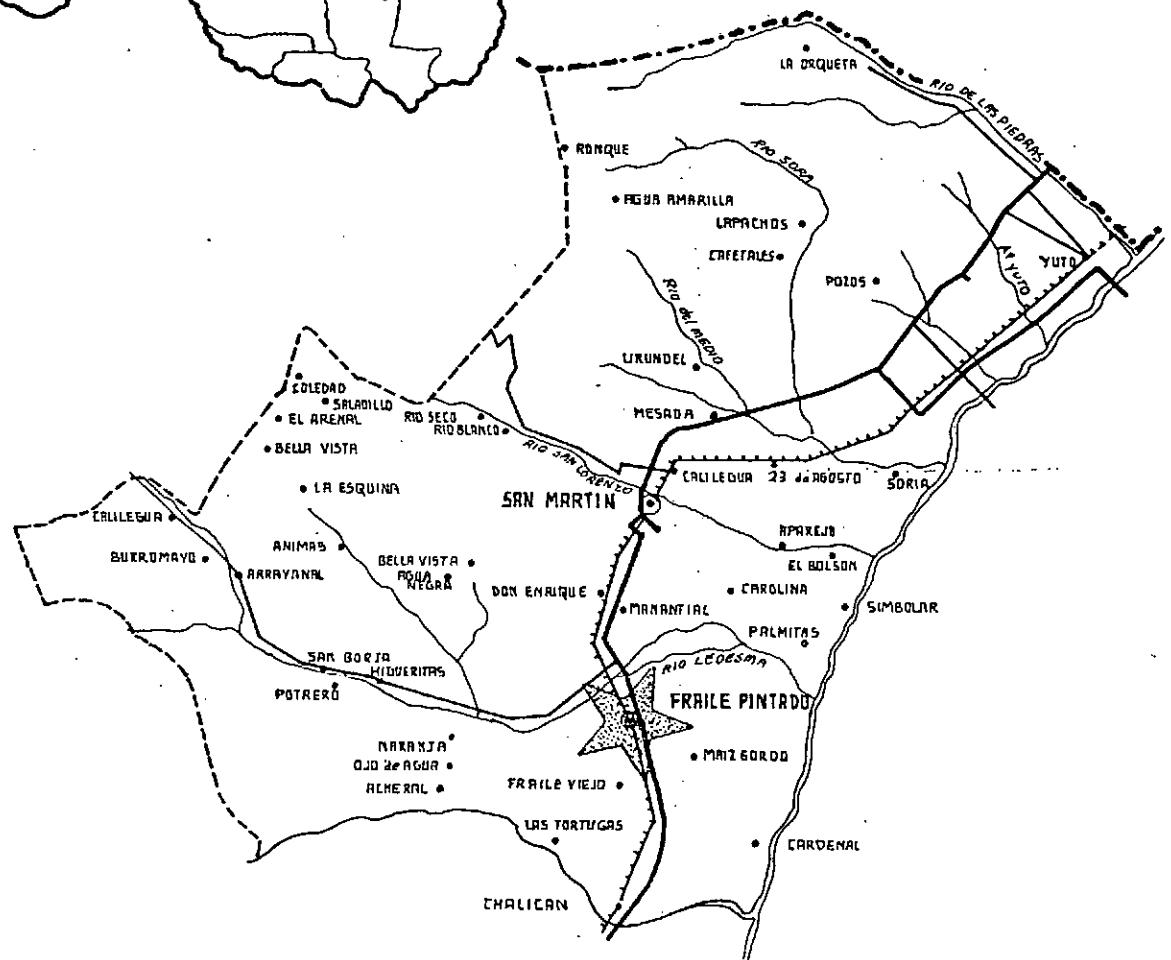 LA ORQUETA
RIO DE LAS PIEDRAS
RONQUE
RIO SORA
AGUA AMARILLA
LAPACHOS
CAFETALES
Aº YUTO
YUTO
POZOS
RIO del MEDIO
URUNDEL
SOLEDAD
SALADILLO
EL ARENAL
RIO SECO
RIO BLANCO
MESADA
BELLA VISTA
RIO SAN LORENZO
CALILEGUA
23 de AGOSTO
SORIA
LA ESQUINA
SAN MARTIN
CALILEGUA
ANIMAS
APAREJO
BURROMAYO
BELLA VISTA
EL BOLSON
ARRAYANAL
AGUA
NEGRA
DON ENRIQUE
CAROLINA
MANANTIAL
SIMBOLAR
PALMITAS
SAN BORJA
HIGUERITAS
RIO LEDESMA
POTRERO
FRAILE PINTADO
NARANJA
MAIZ GORDO
OJO de AGUA
FRAILE VIEJO
ALMERAL
LAS TORTUGAS
CARDENAL
CHALICAN